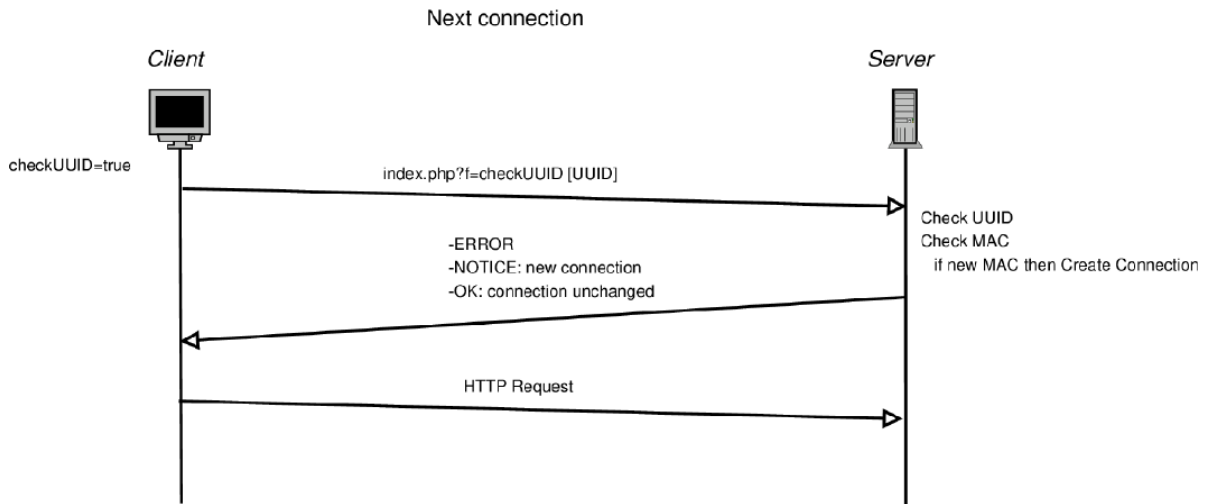 Next connection
Client
Server
checkUUID=true
index.php?f=checkUUID [UUID]
Check UUID
Check MAC
if new MAC then Create Connection
-ERROR
-NOTICE: new connection
-OK: connection unchanged
HTTP Request